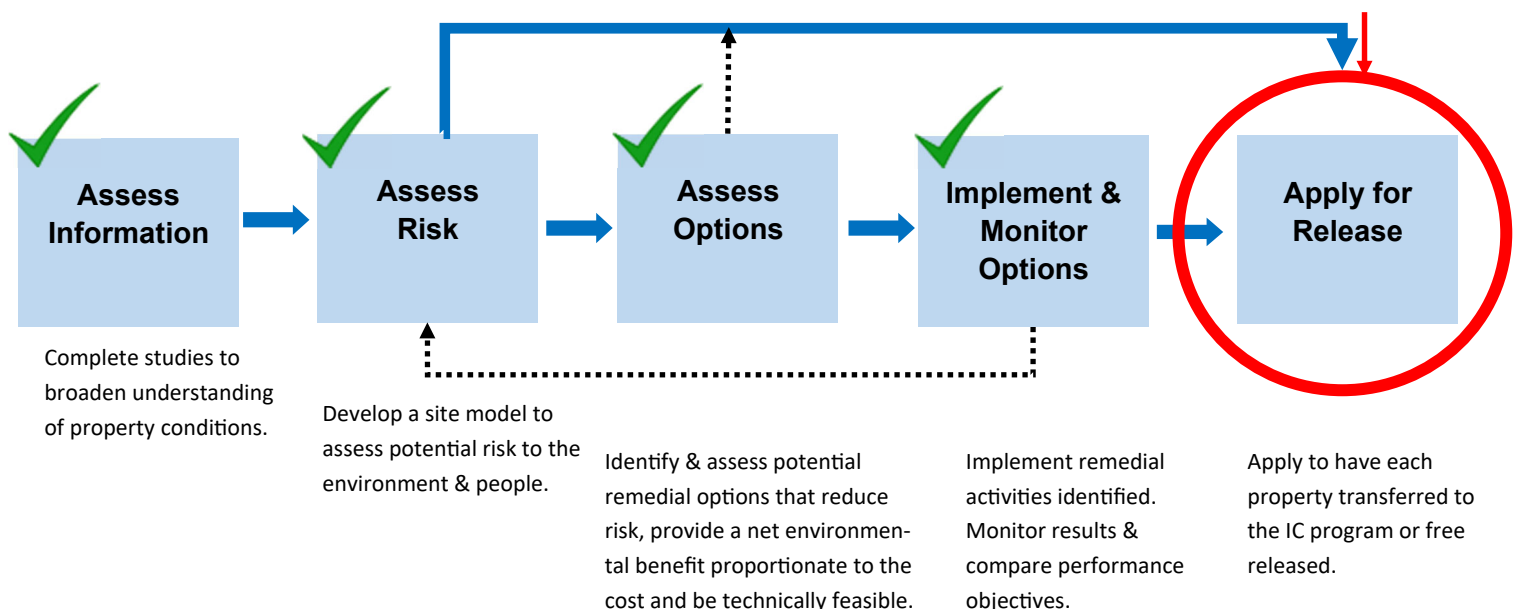 Assess
Information
Assess
Risk
Assess
Options
Implement &
Monitor
Options
Apply for
Release
Complete studies to
broaden understanding
of property conditions.
Develop a site model to
assess potential risk to the
environment & people.
Identify & assess potential
remedial options that reduce
risk, provide a net environmen-
tal benefit proportionate to the
cost and be technically feasible.
Implement remedial
activities identified.
Monitor results &
compare performance
objectives.
Apply to have each
property transferred to
the IC program or free
released.